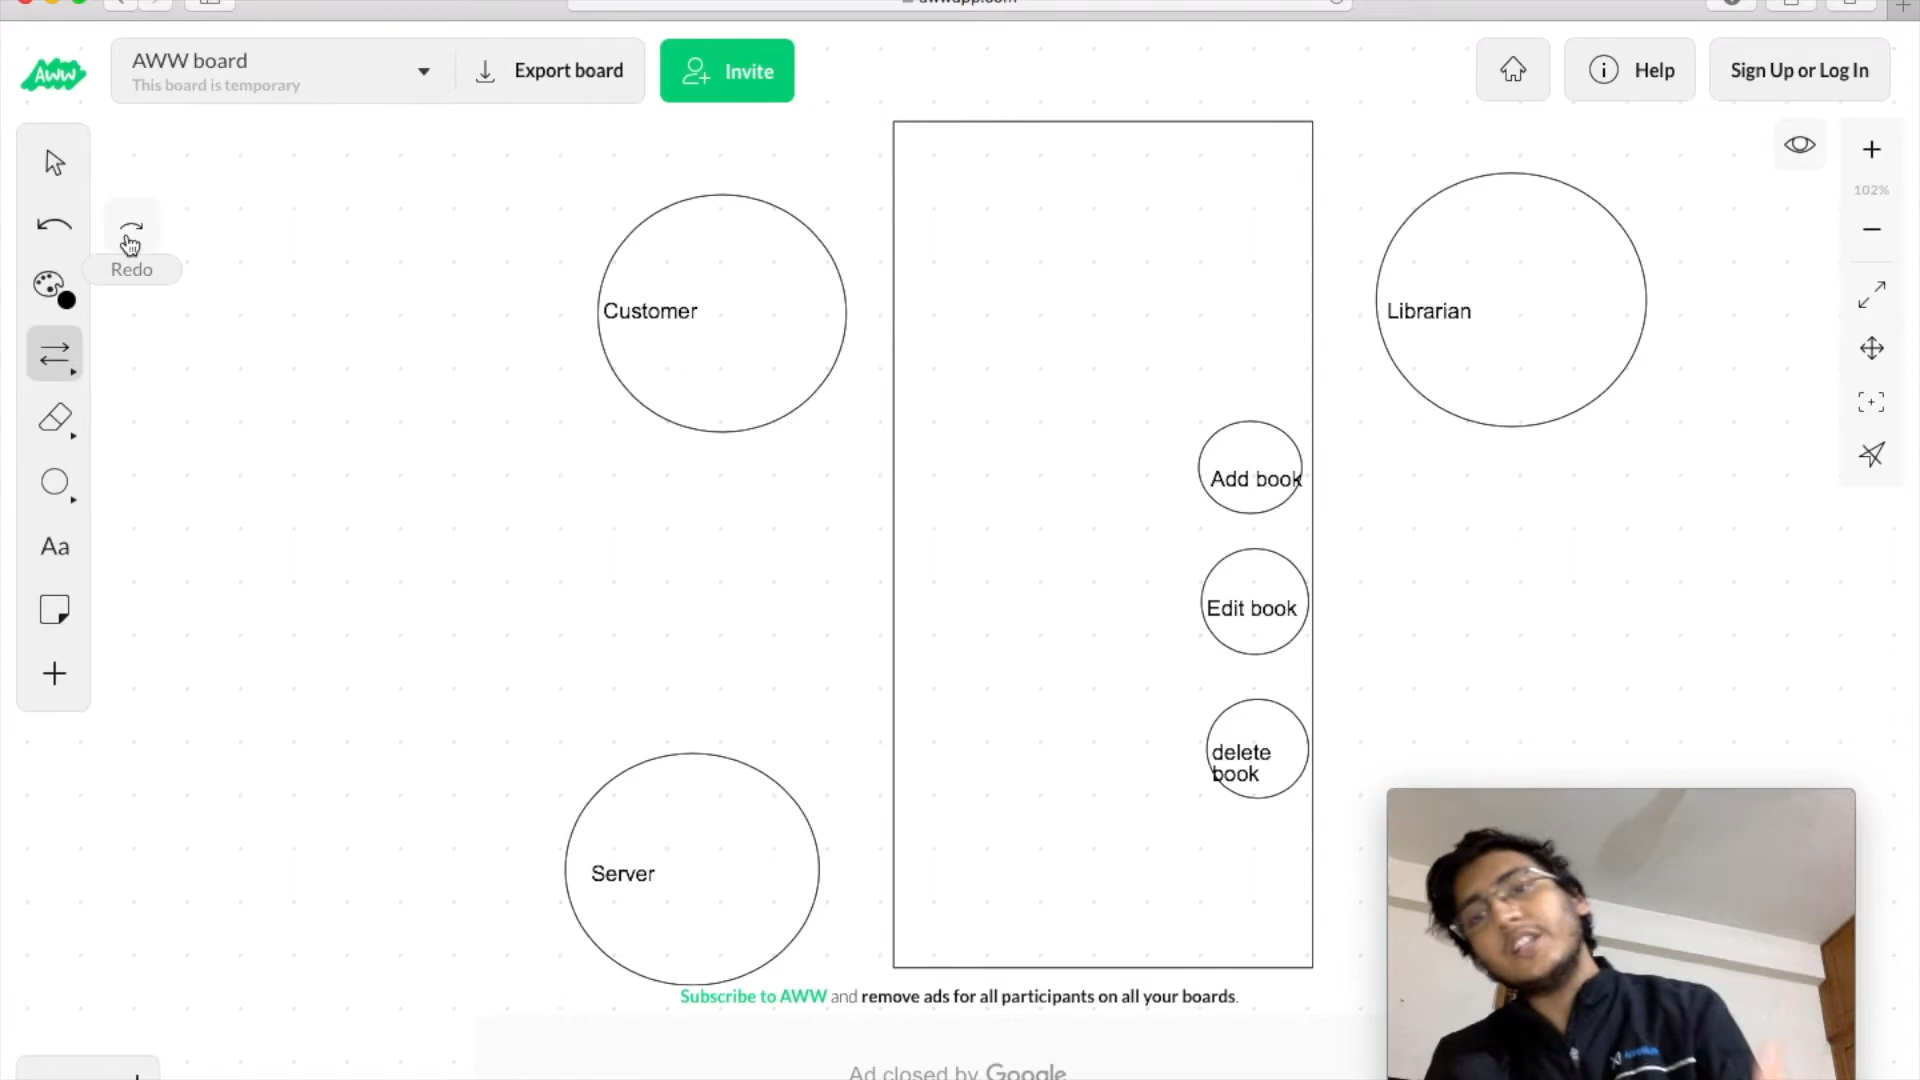 AWW
AWW board
This board is temporary
Export board
Invite
Help
Sign Up or Log In
102%
Redo
Aa
Customer
Librarian
Add book
Edit book
delete
book
Server
Subscribe to AWW and remove ads for all participants on all your boards.
Ad closed by Google